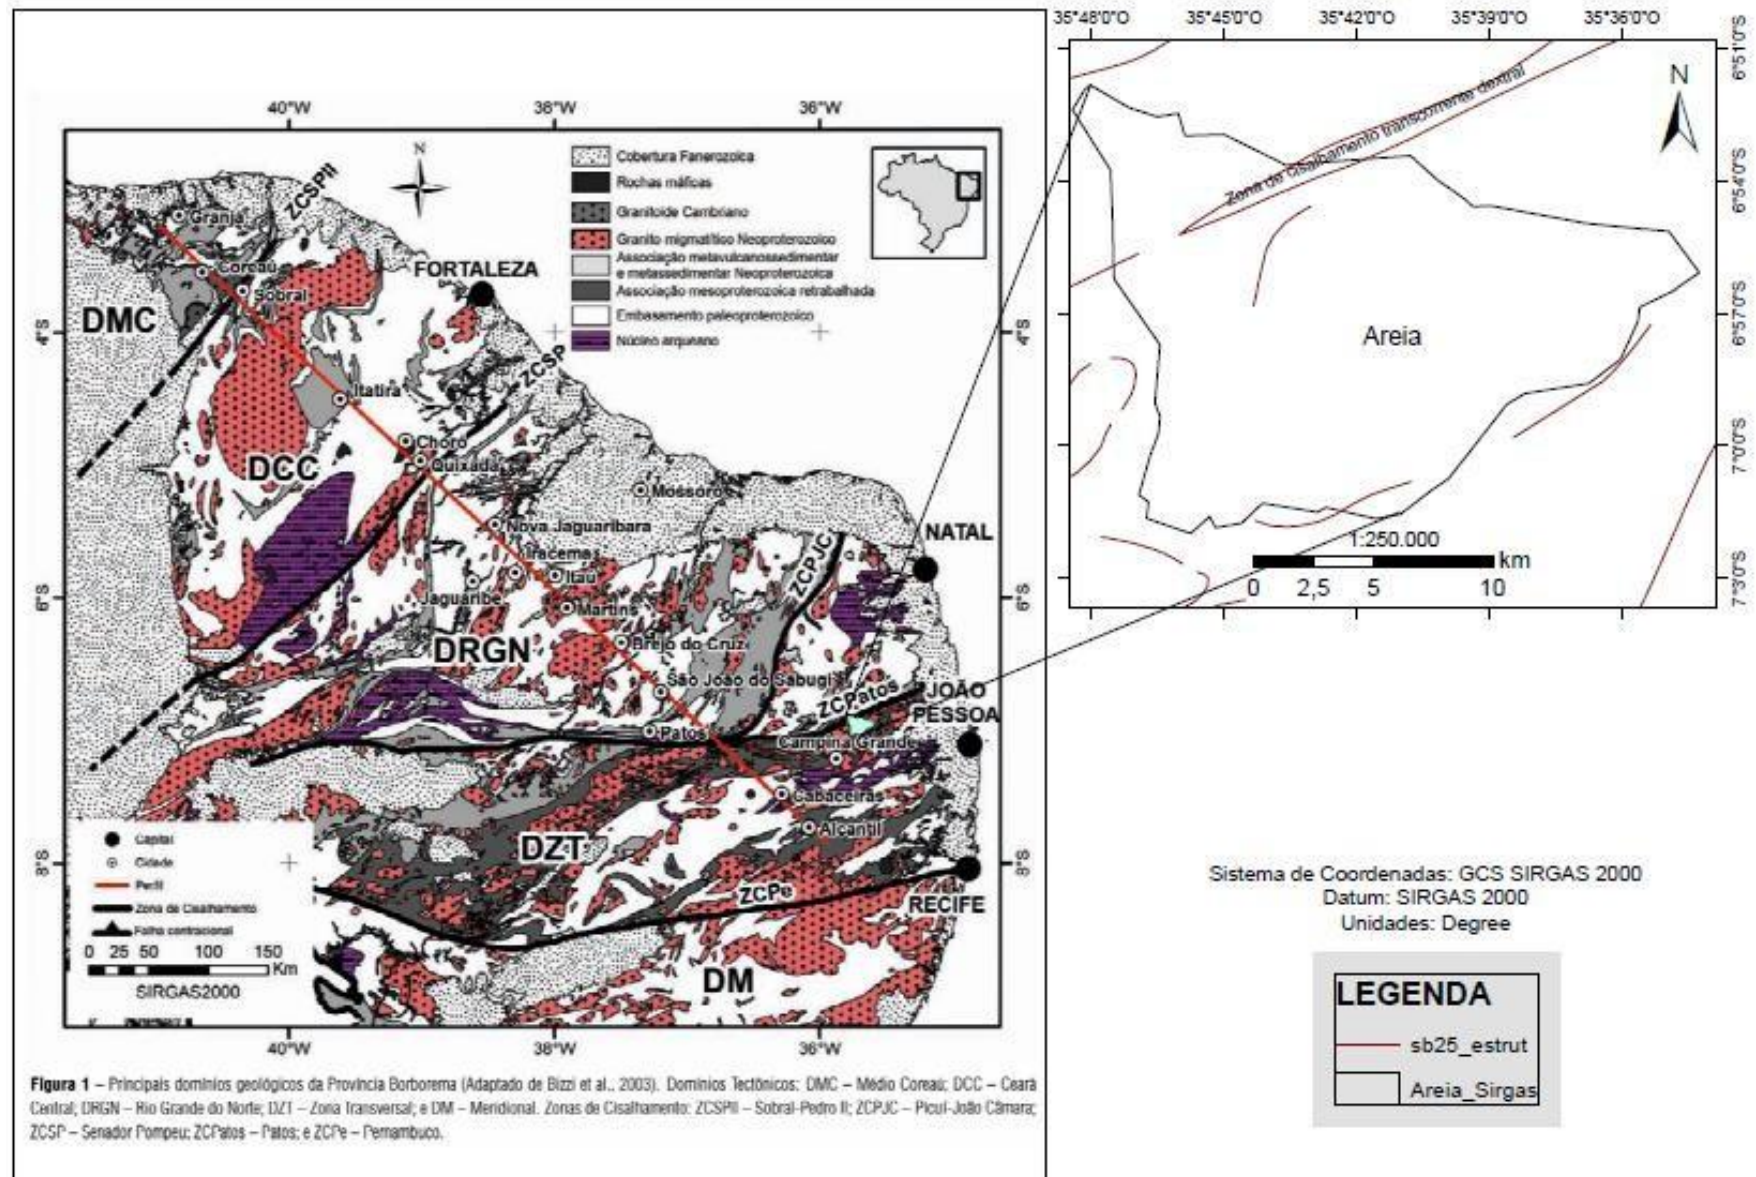 40°W 38°W 36°W
N
Cobertura Fanerozoica
Rochas máficas
Granitoide Cambriano
Granito migmatítico Neoproterozoico
Associação metavulcanossedimentar
e metassedimentar Neoproterozoica
Associação mesoproterozoica retrabalhada
Embasamento paleoproterozoico
Núcleo arqueano
ZCSPII
Granja
Coreaú
Sobral
FORTALEZA
DMC
4°S
4°S
ZCSP
Itatira
Choro
Quixada
DCC
Mossoro
Nova Jaguaribara
NATAL
Iracema
ZCPJC
Itaú
6°S
6°S
Jaguaribe
Martins
DRGN
Brejo do Cruz
São João do Sabugi
ZCPatos
JOÃO
PESSOA
Patos
Campina Grande
Cabaceiras
Alcantil
DZT
8°S
8°S
ZCPe
RECIFE
DM
Capital
Cidade
Perfil
Zona de Cisalhamento
Falha contracional
0 25 50 100 150
Km
SIRGAS2000
40°W 38°W 36°W
Figura 1 – Principais domínios geológicos da Província Borborema (Adaptado de Bizzi et al., 2003). Domínios Tectônicos: DMC – Médio Coreaú; DCC – Ceará
Central; DRGN – Rio Grande do Norte; DZT – Zona Transversal; e DM – Meridional. Zonas de Cisalhamento: ZCSPII – Sobral-Pedro II; ZCPJC – Picuí-João Câmara;
ZCSP – Senador Pompeu; ZCPatos – Patos; e ZCPe – Pernambuco.
35°48'0"O 35°45'0"O 35°42'0"O 35°39'0"O 35°36'0"O
6°51'0"S
N
Zona de cisalhamento transcorrente dextral
6°54'0"S
6°57'0"S
Areia
7°0'0"S
1:250.000
km
0 2,5 5 10
7°3'0"S
Sistema de Coordenadas: GCS SIRGAS 2000
Datum: SIRGAS 2000
Unidades: Degree
LEGENDA
sb25_estrut
Areia_Sirgas